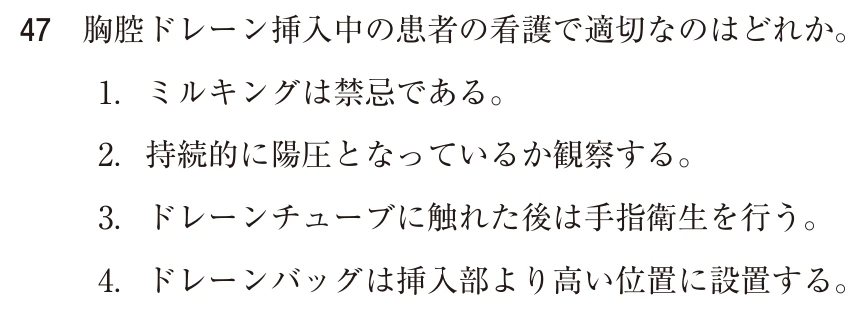 47 胸腔ドレーン挿入中の患者の看護で適切なのはどれか。
1. ミルキングは禁忌である。
2. 持続的に陽圧となっているか観察する。
3. ドレーンチューブに触れた後は手指衛生を行う。
4. ドレーンバッグは挿入部より高い位置に設置する。